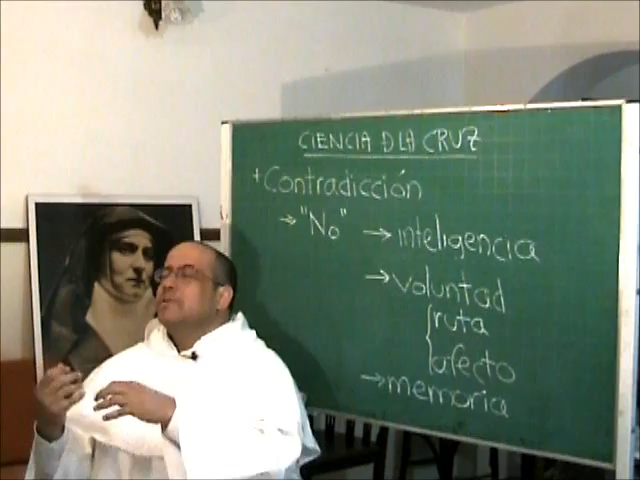 CIENCIA D LA CRUZ
+ Contradicción
→ "No" → inteligencia
→ voluntad
ruta
afecto
→ memoria